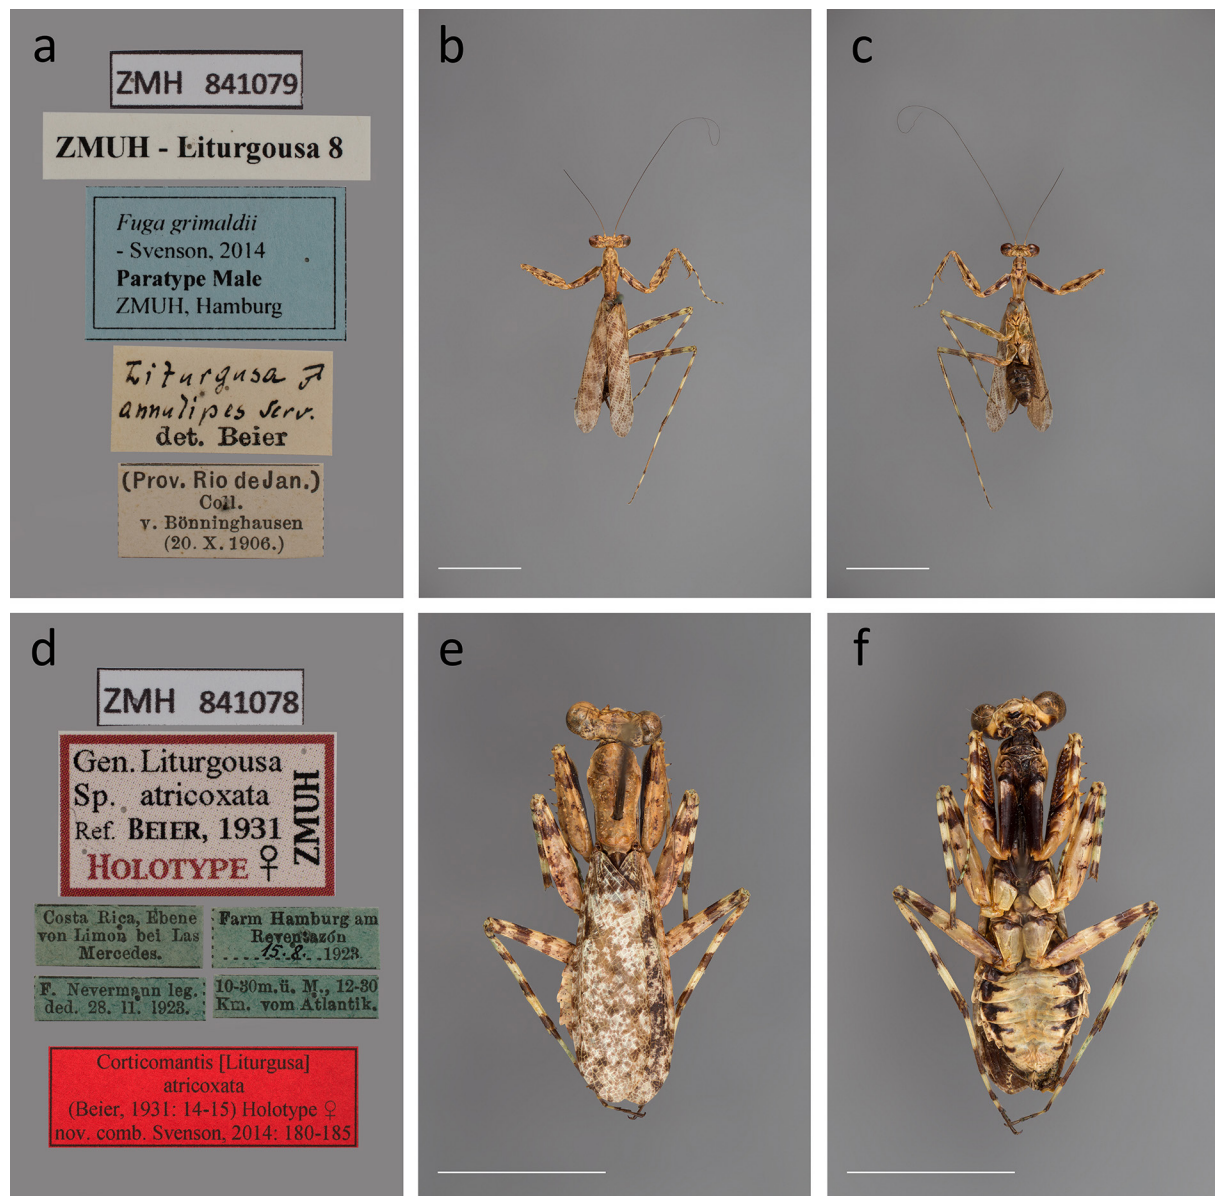 a
ZMH 841079
ZMUH - Liturgousa 8
Fuga grimaldii
- Svenson, 2014
Paratype Male
ZMUH, Hamburg
Liturgusa ♂
annulipes Serv.
det. Beier
(Prov. Rio de Jan.)
Coll.
v. Bönninghausen
(20. X. 1906.)
b
c
d
ZMH 841078
Gen. Liturgousa
Sp. atricoxata
Ref. BEIER, 1931
HOLOTYPE ♀
ZMUH
Costa Rica, Ebene
von Limon bei Las
Mercedes.
Farm Hamburg am
Reventazón
15. 8. 1923.
F. Nevermann leg.
ded. 28. 11. 1923.
10-30m.ü. M., 12-30
Km. vom Atlantik.
Corticomantis [Liturgusa]
atricoxata
(Beier, 1931: 14-15) Holotype ♀
nov. comb. Svenson, 2014: 180-185
e
f